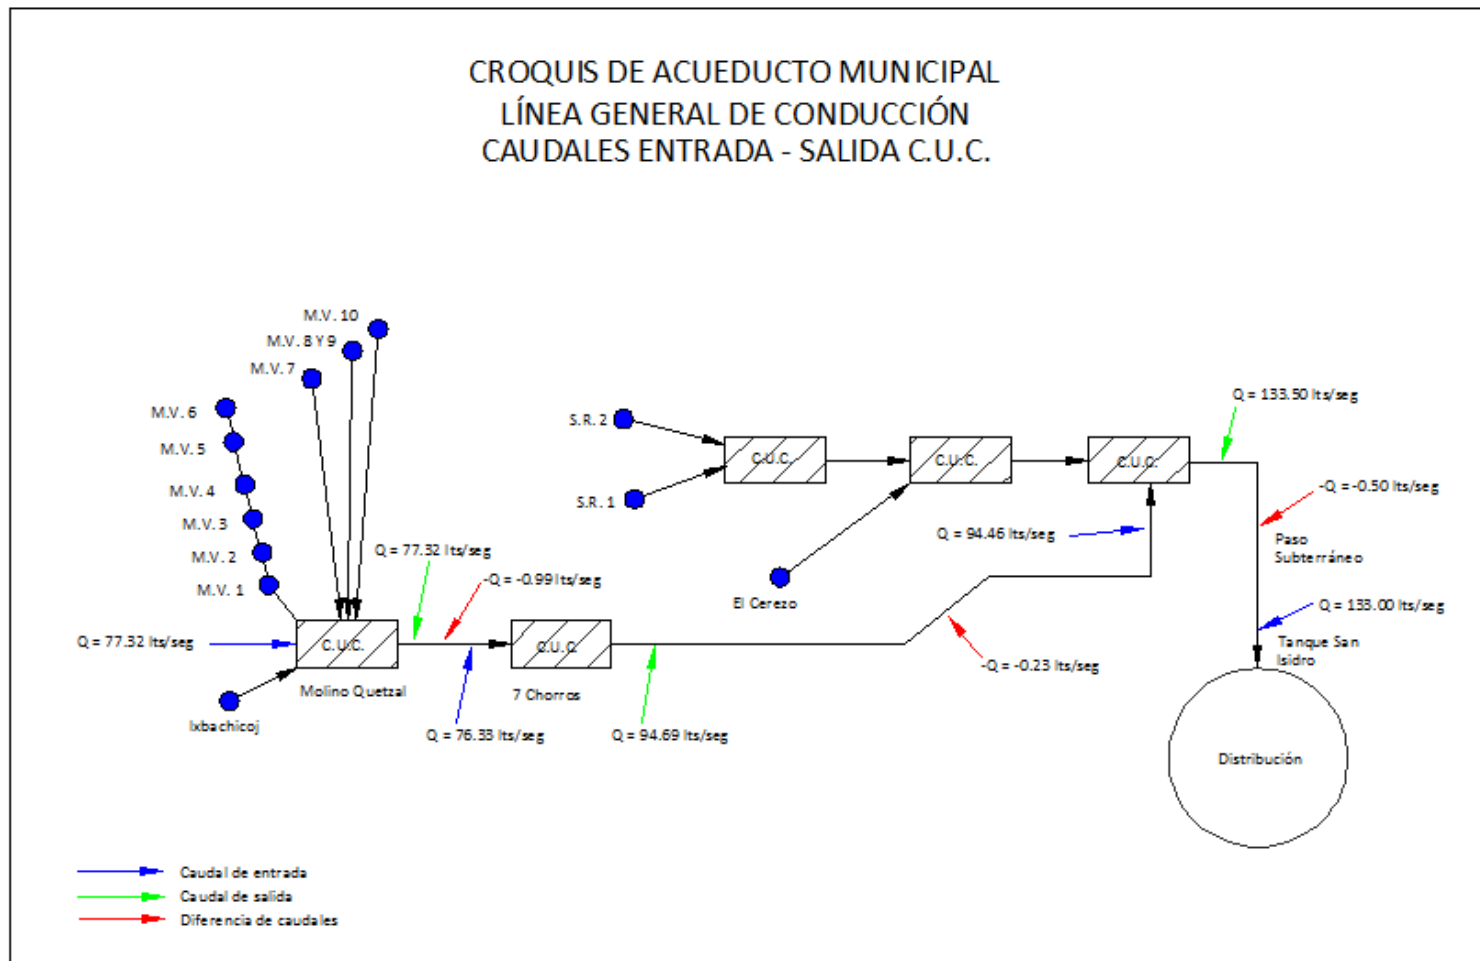 CROQUIS DE ACUEDUCTO MUNICIPAL
LÍNEA GENERAL DE CONDUCCIÓN
CAUDALES ENTRADA - SALIDA C.U.C.
M.V. 10
M.V. 8 Y 9
M.V. 7
M.V. 6
M.V. 5
M.V. 4
M.V. 3
M.V. 2
M.V. 1
Q = 77.32 lts/seg
C.U.C.
Molino Quetzal
Ixbachicoj
Q = 77.32 lts/seg
-Q = -0.99 lts/seg
Q = 76.33 lts/seg
C.U.C.
7 Chorros
Q = 94.69 lts/seg
S.R. 2
S.R. 1
C.U.C.
El Cerezo
C.U.C.
C.U.C.
Q = 94.46 lts/seg
-Q = -0.23 lts/seg
Q = 133.50 lts/seg
-Q = -0.50 lts/seg
Paso
Subterráneo
Q = 133.00 lts/seg
Tanque San
Isidro
Distribución
Caudal de entrada
Caudal de salida
Diferencia de caudales